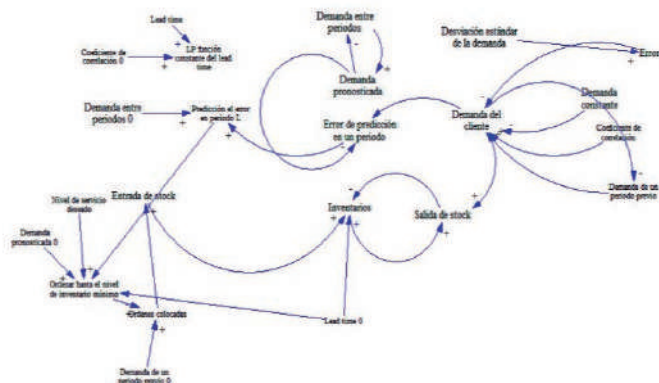 Lead time
Coeficiente de
correlación 0
LP función
constante del lead
time
Demanda entre
periodos
Demanda
pronosticada
Desviación estándar
de la demanda
Error
Demanda entre
periodos 0
Predicción el error
en periodo L
Error de predicción
en un periodo
Demanda del
cliente
Demanda
constante
Coeficiente de
correlación
Demanda de un
periodo previo
Nivel de servicio
deseado
Entrada de stock
Inventarios
Salida de stock
Demanda
pronosticada 0
Ordenar hasta el nivel
de inventario mínimo
Ordenes colocadas
Lead time 0
Demanda de un
periodo previo 0